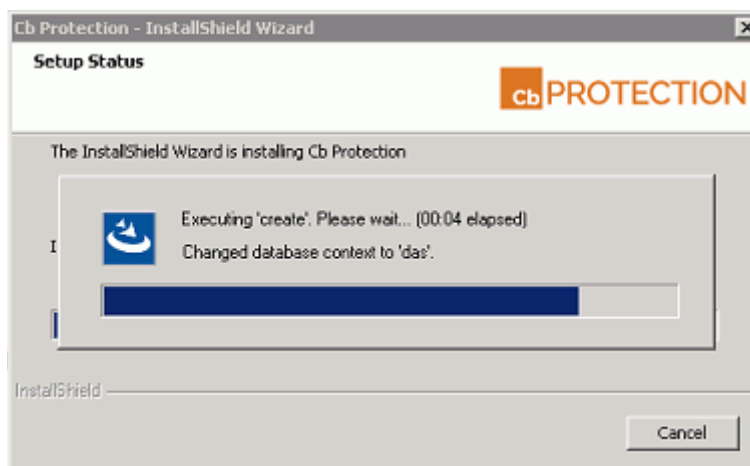 Cb Protection - InstallShield Wizard
Setup Status
Cb PROTECTION
The InstallShield Wizard is installing Cb Protection
Executing 'create'. Please wait... (00:04 elapsed)
I
Changed database context to 'das'.
InstallShield
Cancel